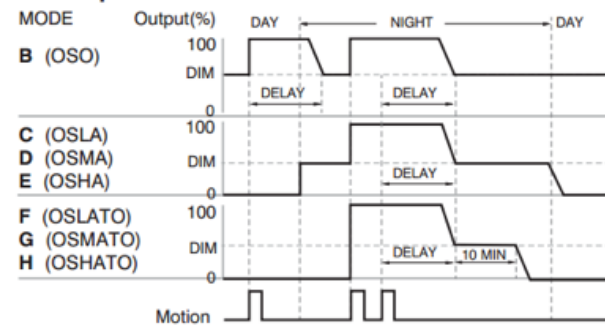 MODE Output(%) DAY NIGHT DAY
100
B (OSO)
DIM
DELAY DELAY
0
C (OSLA) 100
D (OSMA) DIM
E (OSHA) DELAY
0
F (OSLATO) 100
G (OSMATO) DIM
H (OSHATO) DELAY 10 MIN
0
Motion